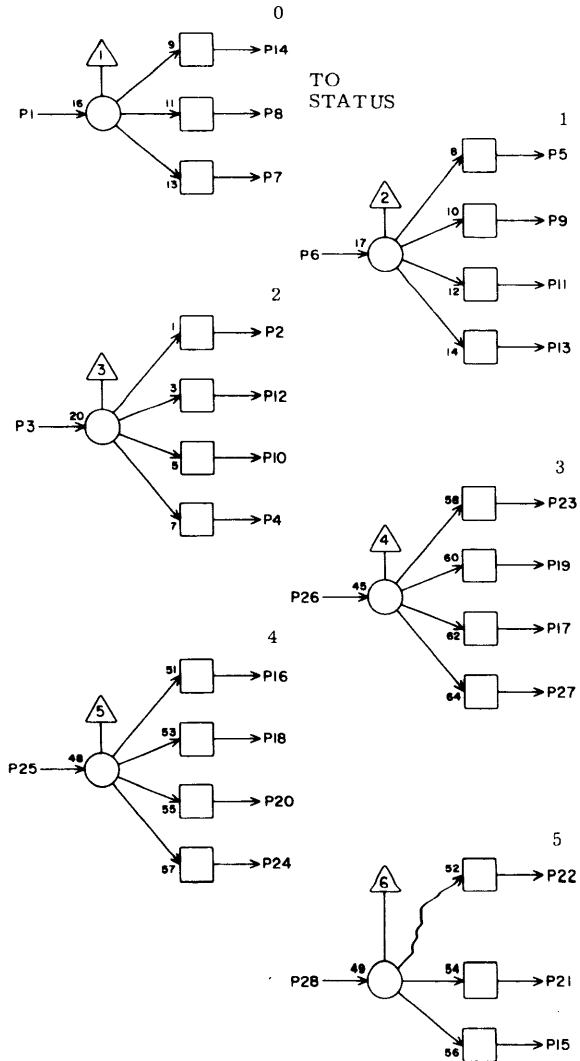 0
1
9 P14
TO
STATUS
P1 16 11 P8
13 P7
1
8 P5
2
10 P9
P6 17
12 P11
14 P13
2
1 P2
3
3 P12
P3 20
5 P10
7 P4
3
58 P23
4
60 P19
P26 45
62 P17
64 P27
4
51 P16
5
53 P18
P25 48
55 P20
57 P24
5
52 P22
6
P28 49 54 P21
56 P15